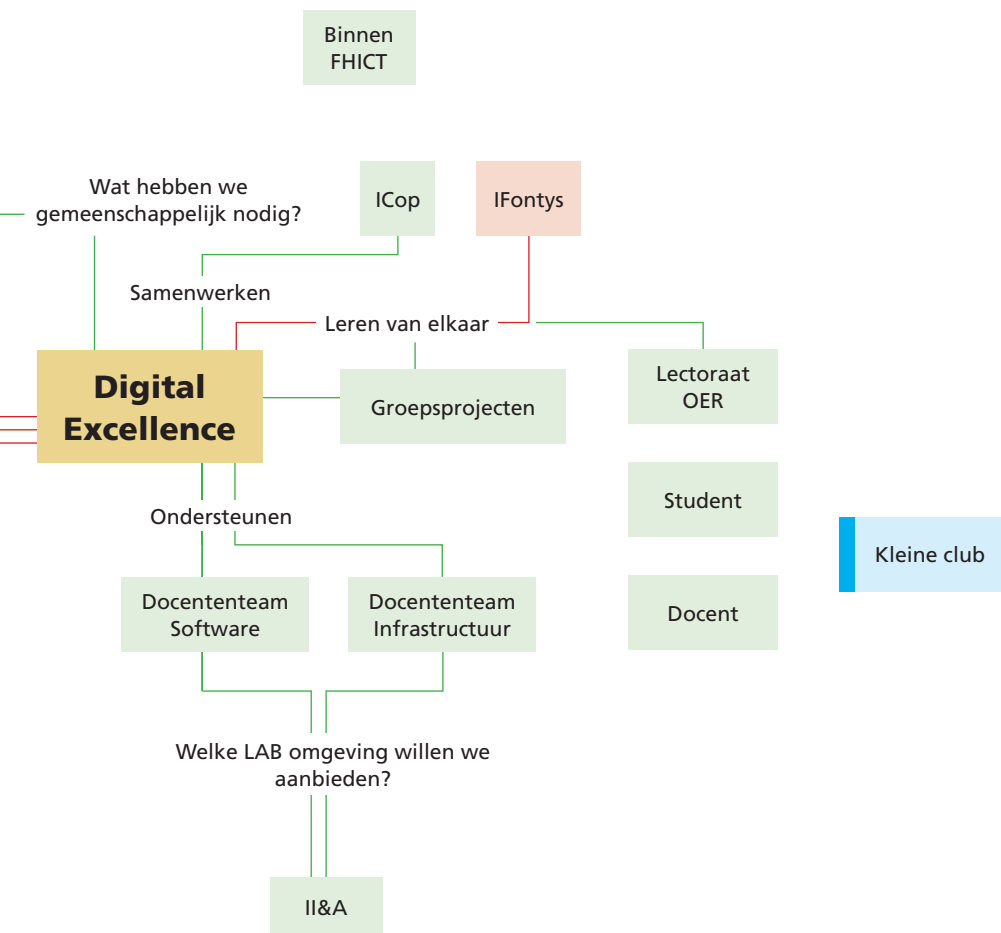 Binnen
FHICT
Wat hebben we
gemeenschappelijk nodig?
ICop
IFontys
Samenwerken
Leren van elkaar
Digital
Excellence
Groepsprojecten
Lectoraat
OER
Student
Ondersteunen
Kleine club
Docententeam
Software
Docententeam
Infrastructuur
Docent
Welke LAB omgeving willen we
aanbieden?
II&A